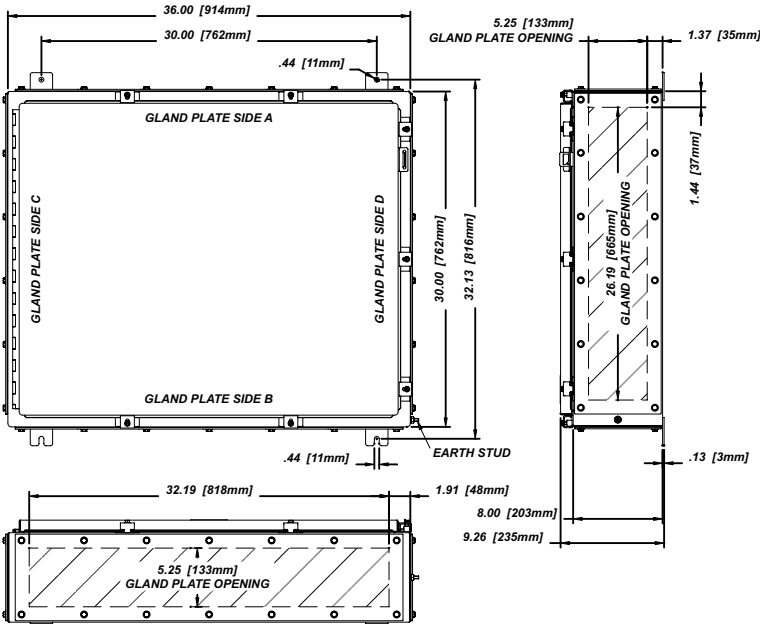 36.00 [914mm]
30.00 [762mm]
.44 [11mm]
GLAND PLATE SIDE A
GLAND PLATE SIDE C
GLAND PLATE SIDE D
30.00 [762mm]
32.13 [816mm]
GLAND PLATE SIDE B
.44 [11mm]
EARTH STUD
5.25 [133mm]
GLAND PLATE OPENING
1.37 [35mm]
1.44 [37mm]
26.19 [665mm]
GLAND PLATE OPENING
.13 [3mm]
8.00 [203mm]
9.26 [235mm]
32.19 [818mm]
1.91 [48mm]
5.25 [133mm]
GLAND PLATE OPENING